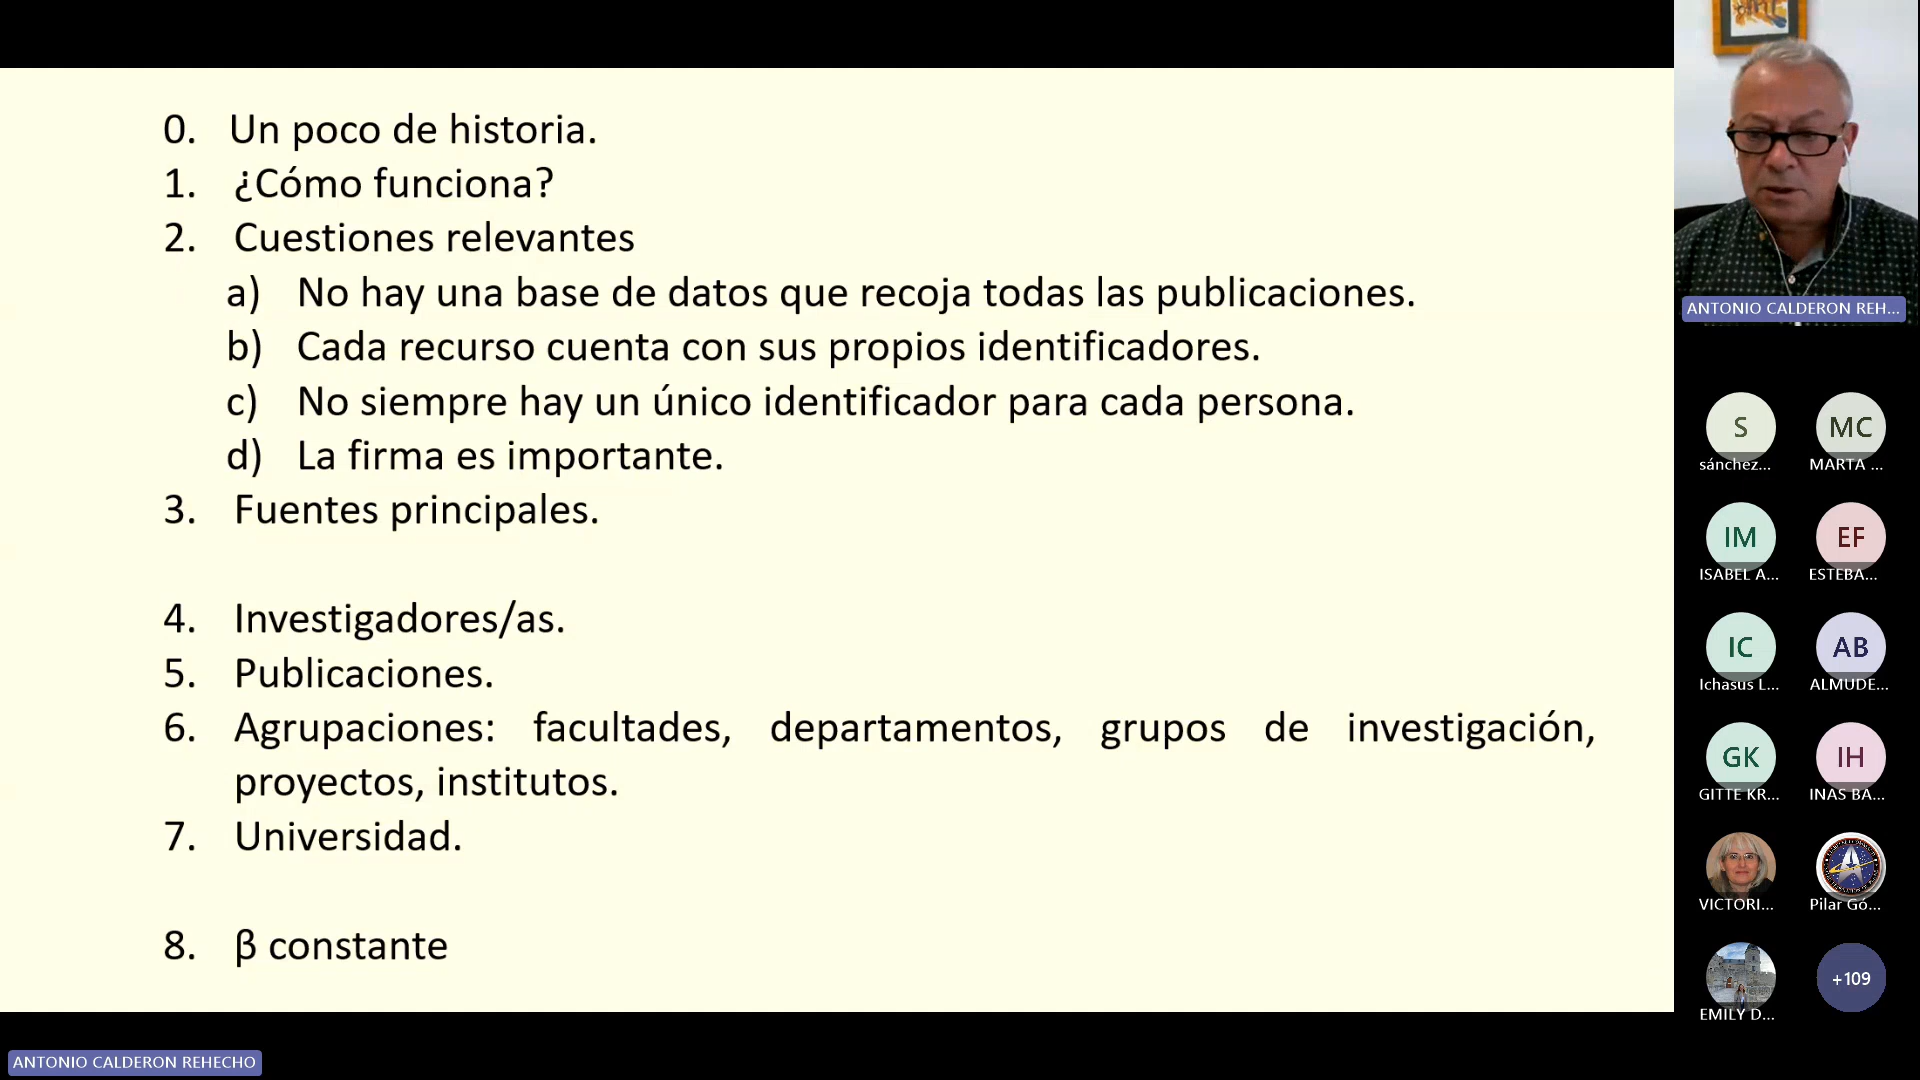 0. Un poco de historia.
1. ¿Cómo funciona?
2. Cuestiones relevantes
a) No hay una base de datos que recoja todas las publicaciones.
b) Cada recurso cuenta con sus propios identificadores.
c) No siempre hay un único identificador para cada persona.
d) La firma es importante.
3. Fuentes principales.
4. Investigadores/as.
5. Publicaciones.
6. Agrupaciones: facultades, departamentos, grupos de investigación,
proyectos, institutos.
7. Universidad.
8. β constante
ANTONIO CALDERON REHECHO
ANTONIO CALDERON REH...
S
sánchez...
MC
MARTA ...
IM
ISABEL A...
EF
ESTEBA...
IC
Ichasus L...
AB
ALMUDE...
GK
GITTE KR...
IH
INAS BA...
VICTORI...
Pilar Gó...
EMILY D...
+109